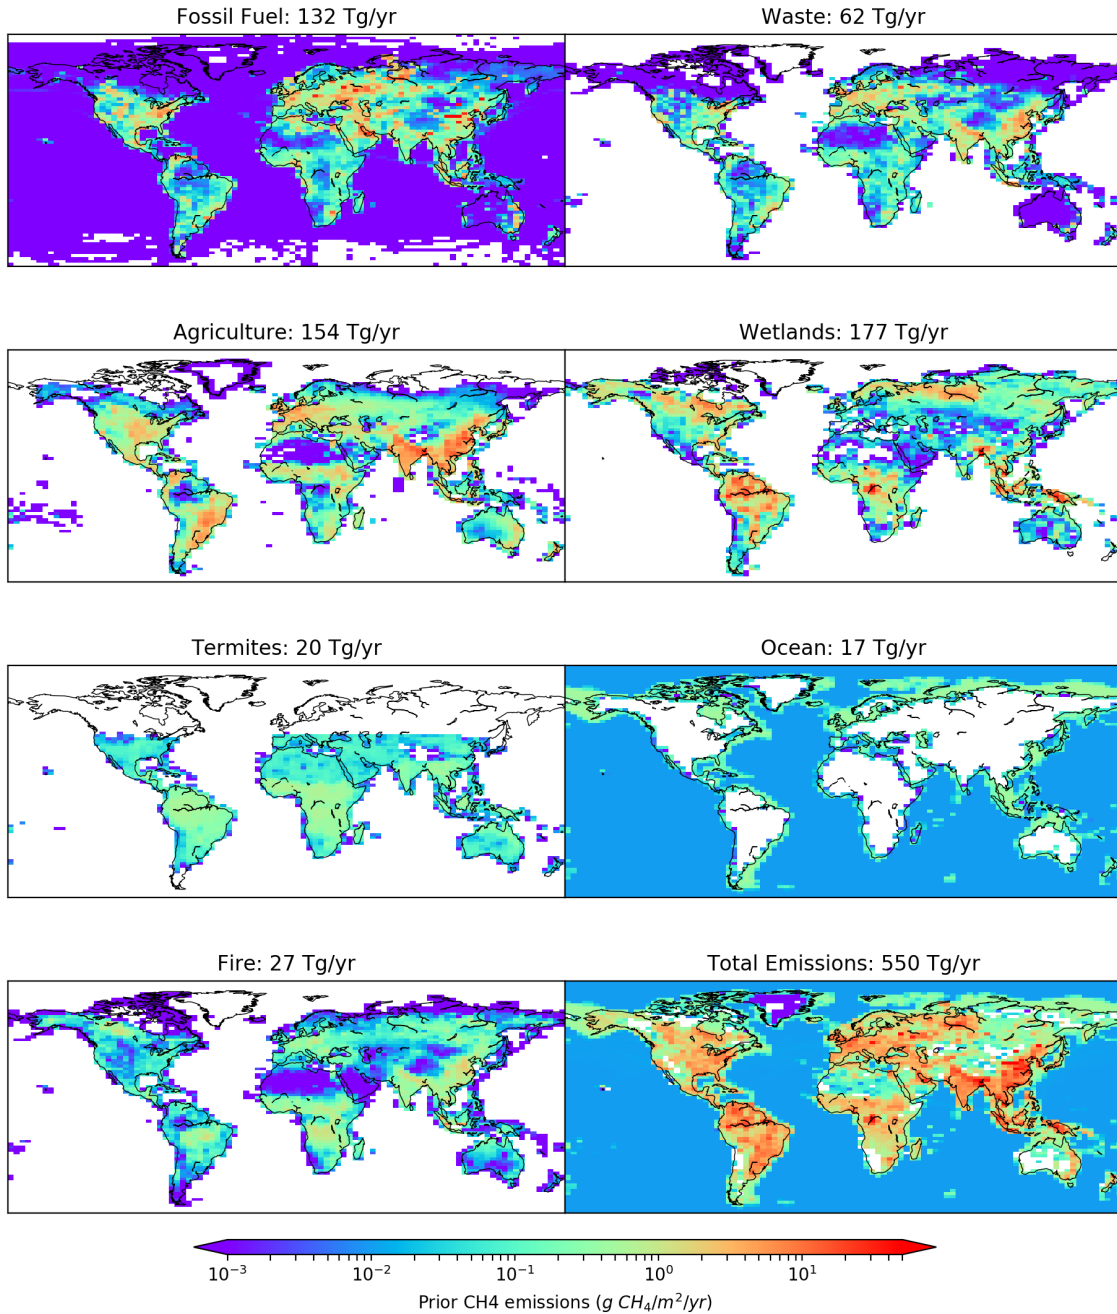 Fossil Fuel: 132 Tg/yr
Waste: 62 Tg/yr
Agriculture: 154 Tg/yr
Wetlands: 177 Tg/yr
Termites: 20 Tg/yr
Ocean: 17 Tg/yr
Fire: 27 Tg/yr
Total Emissions: 550 Tg/yr
10⁻³ 10⁻² 10⁻¹ 10⁰ 10¹
Prior CH4 emissions (g CH₄/m²/yr)